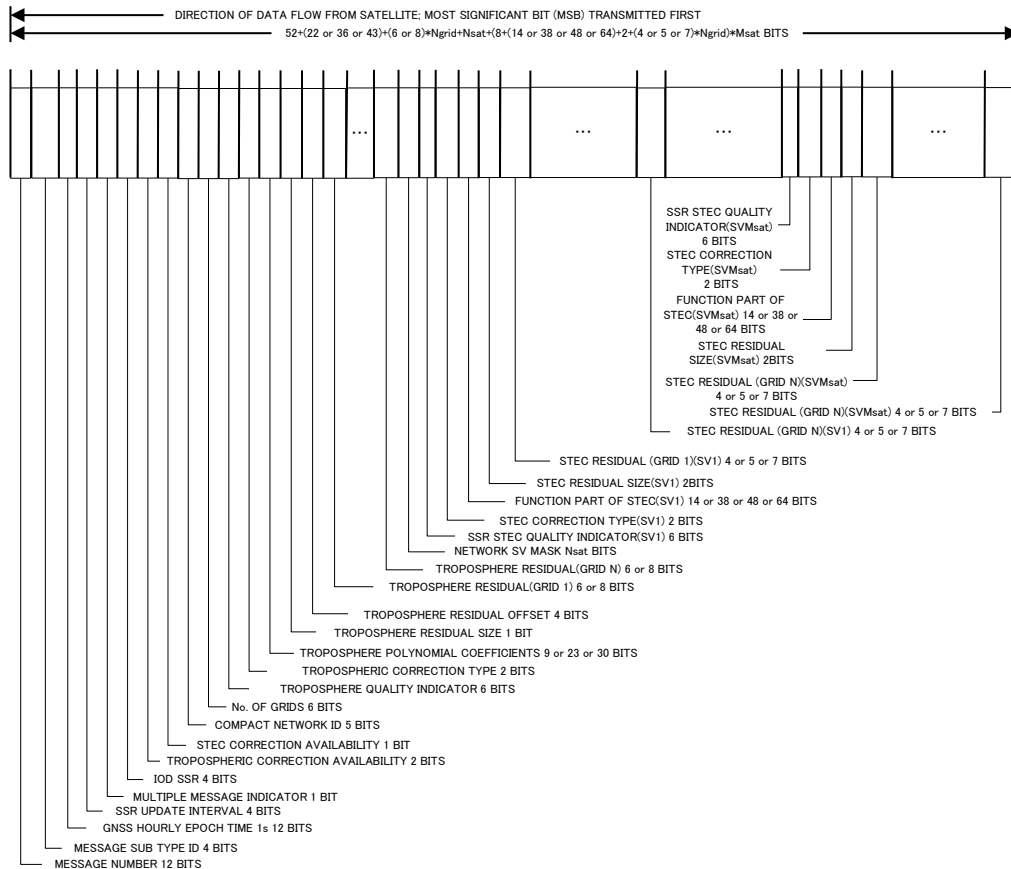 DIRECTION OF DATA FLOW FROM SATELLITE; MOST SIGNIFICANT BIT (MSB) TRANSMITTED FIRST
52+(22 or 36 or 43)+(6 or 8)*Ngrid+Nsat+(8+(14 or 38 or 48 or 64)+2+(4 or 5 or 7)*Ngrid)*Msat BITS
... ... ... ...
SSR STEC QUALITY
INDICATOR(SVMsat)
6 BITS
STEC CORRECTION
TYPE(SVMsat)
2 BITS
FUNCTION PART OF
STEC(SVMsat) 14 or 38 or
48 or 64 BITS
STEC RESIDUAL
SIZE(SVMsat) 2BITS
STEC RESIDUAL (GRID N)(SVMsat)
4 or 5 or 7 BITS
STEC RESIDUAL (GRID N)(SVMsat) 4 or 5 or 7 BITS
STEC RESIDUAL (GRID N)(SV1) 4 or 5 or 7 BITS
STEC RESIDUAL (GRID 1)(SV1) 4 or 5 or 7 BITS
STEC RESIDUAL SIZE(SV1) 2BITS
FUNCTION PART OF STEC(SV1) 14 or 38 or 48 or 64 BITS
STEC CORRECTION TYPE(SV1) 2 BITS
SSR STEC QUALITY INDICATOR(SV1) 6 BITS
NETWORK SV MASK Nsat BITS
TROPOSPHERE RESIDUAL(GRID N) 6 or 8 BITS
TROPOSPHERE RESIDUAL(GRID 1) 6 or 8 BITS
TROPOSPHERE RESIDUAL OFFSET 4 BITS
TROPOSPHERE RESIDUAL SIZE 1 BIT
TROPOSPHERE POLYNOMIAL COEFFICIENTS 9 or 23 or 30 BITS
TROPOSPHERIC CORRECTION TYPE 2 BITS
TROPOSPHERE QUALITY INDICATOR 6 BITS
No. OF GRIDS 6 BITS
COMPACT NETWORK ID 5 BITS
STEC CORRECTION AVAILABILITY 1 BIT
TROPOSPHERIC CORRECTION AVAILABILITY 2 BITS
IOD SSR 4 BITS
MULTIPLE MESSAGE INDICATOR 1 BIT
SSR UPDATE INTERVAL 4 BITS
GNSS HOURLY EPOCH TIME 1s 12 BITS
MESSAGE SUB TYPE ID 4 BITS
MESSAGE NUMBER 12 BITS